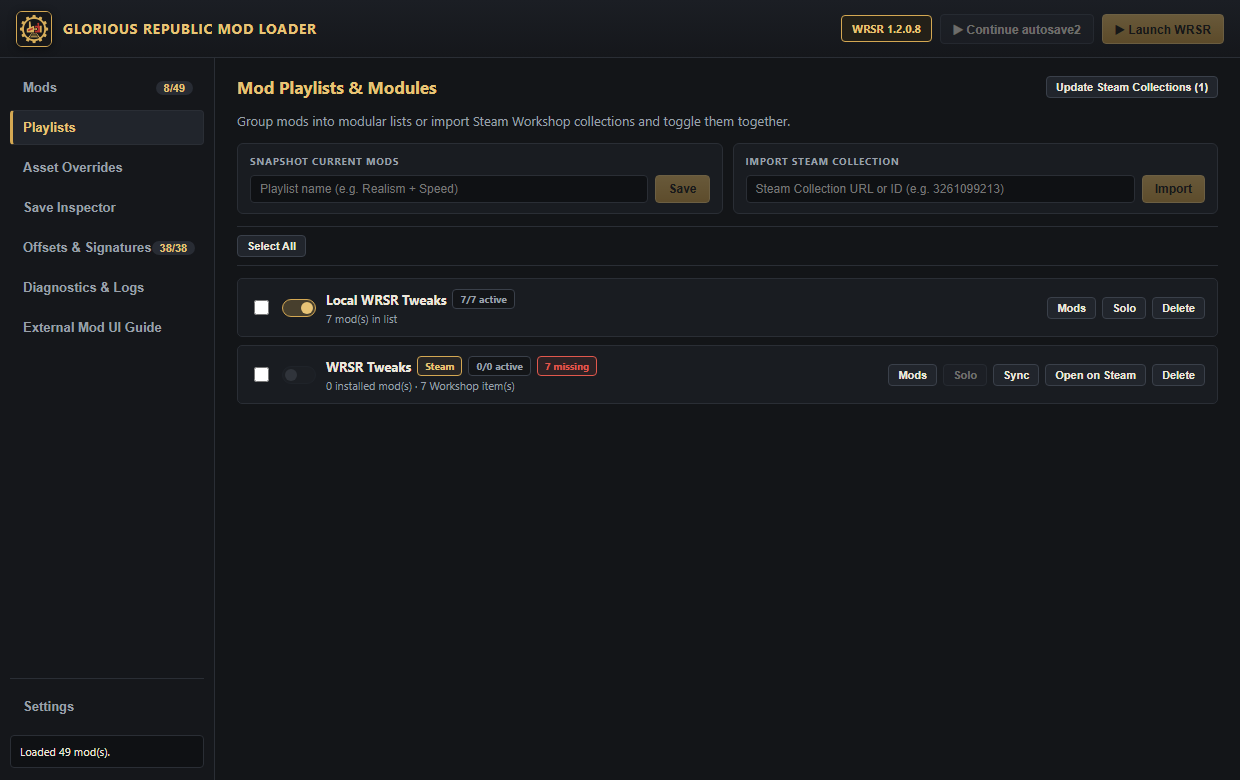 GLORIOUS REPUBLIC MOD LOADER
WRSR 1.2.0.8
▶ Continue autosave2
▶ Launch WRSR
Mods 8/49
Playlists
Asset Overrides
Save Inspector
Offsets & Signatures 38/38
Diagnostics & Logs
External Mod UI Guide
Settings
Loaded 49 mod(s).
Mod Playlists & Modules
Update Steam Collections (1)
Group mods into modular lists or import Steam Workshop collections and toggle them together.
SNAPSHOT CURRENT MODS
Playlist name (e.g. Realism + Speed) Save
IMPORT STEAM COLLECTION
Steam Collection URL or ID (e.g. 3261099213) Import
Select All
Local WRSR Tweaks 7/7 active
7 mod(s) in list
Mods Solo Delete
WRSR Tweaks Steam 0/0 active 7 missing
0 installed mod(s) · 7 Workshop item(s)
Mods Solo Sync Open on Steam Delete